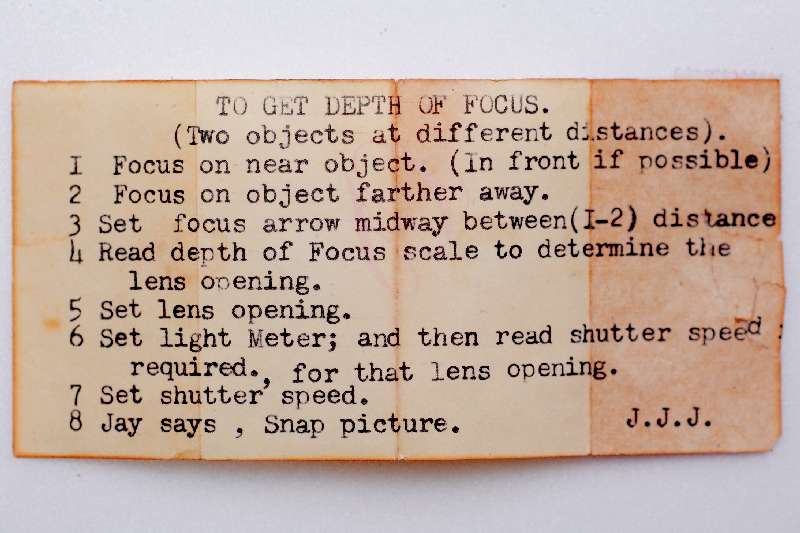 TO GET DEPTH OF FOCUS.
(Two objects at different distances).
I Focus on near object. (In front if possible)
2 Focus on object farther away.
3 Set focus arrow midway between(I-2) distance
4 Read depth of Focus scale to determine the
lens opening.
5 Set lens opening.
6 Set light Meter; and then read shutter speed :
required., for that lens opening.
7 Set shutter speed.
8 Jay says , Snap picture.
J.J.J.